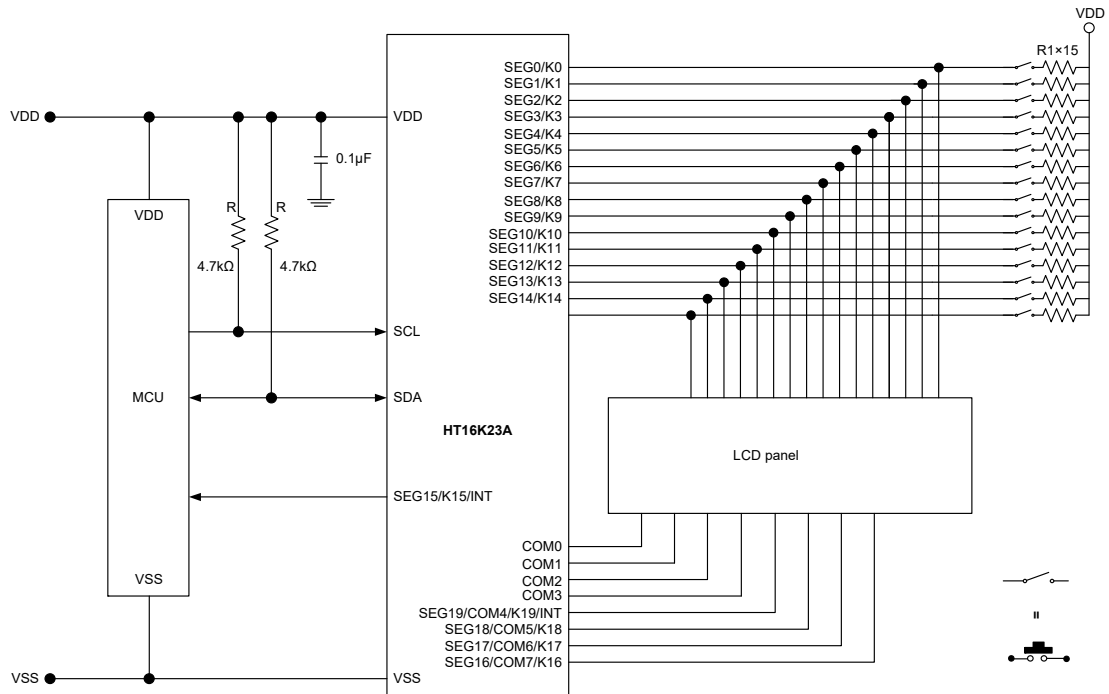 VDD
R1×15
SEG0/K0
SEG1/K1
SEG2/K2
SEG3/K3
SEG4/K4
SEG5/K5
SEG6/K6
SEG7/K7
SEG8/K8
SEG9/K9
SEG10/K10
SEG11/K11
SEG12/K12
SEG13/K13
SEG14/K14
VDD
VDD
0.1μF
VDD
R
R
4.7kΩ
4.7kΩ
SCL
MCU
SDA
HT16K23A
LCD panel
SEG15/K15/INT
COM0
COM1
COM2
COM3
SEG19/COM4/K19/INT
SEG18/COM5/K18
SEG17/COM6/K17
SEG16/COM7/K16
VSS
VSS
VSS
=